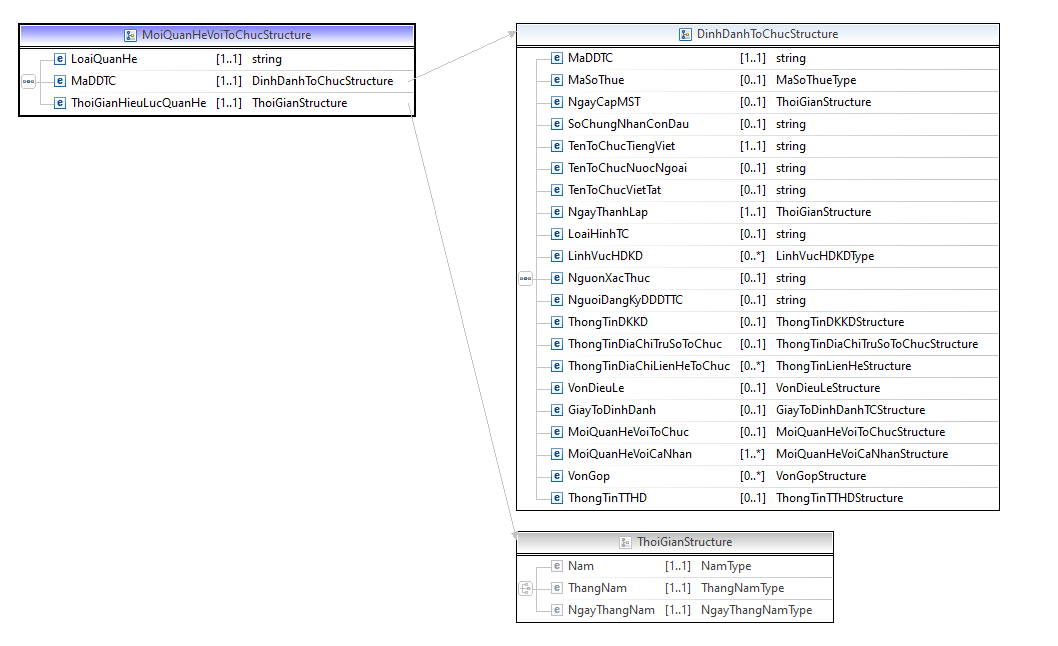 MoiQuanHeVoiToChucStructure
LoaiQuanHe [1..1] string
MaDDTC [1..1] DinhDanhToChucStructure
ThoiGianHieuLucQuanHe [1..1] ThoiGianStructure
DinhDanhToChucStructure
MaDDTC [1..1] string
MaSoThue [0..1] MaSoThueType
NgayCapMST [0..1] ThoiGianStructure
SoChungNhanConDau [0..1] string
TenToChucTiengViet [1..1] string
TenToChucNuocNgoai [0..1] string
TenToChucVietTat [0..1] string
NgayThanhLap [1..1] ThoiGianStructure
LoaiHinhTC [0..1] string
LinhVucHDKD [0..*] LinhVucHDKDType
NguonXacThuc [0..1] string
NguoiDangKyDDDTTC [0..1] string
ThongTinDKKD [0..1] ThongTinDKKDStructure
ThongTinDiaChiTruSoToChuc [0..1] ThongTinDiaChiTruSoToChucStructure
ThongTinDiaChiLienHeToChuc [0..*] ThongTinLienHeStructure
VonDieuLe [0..1] VonDieuLeStructure
GiayToDinhDanh [0..1] GiayToDinhDanhTCStructure
MoiQuanHeVoiToChuc [0..1] MoiQuanHeVoiToChucStructure
MoiQuanHeVoiCaNhan [1..*] MoiQuanHeVoiCaNhanStructure
VonGop [0..*] VonGopStructure
ThongTinTTHD [0..1] ThongTinTTHDStructure
ThoiGianStructure
Nam [1..1] NamType
ThangNam [1..1] ThangNamType
NgayThangNam [1..1] NgayThangNamType